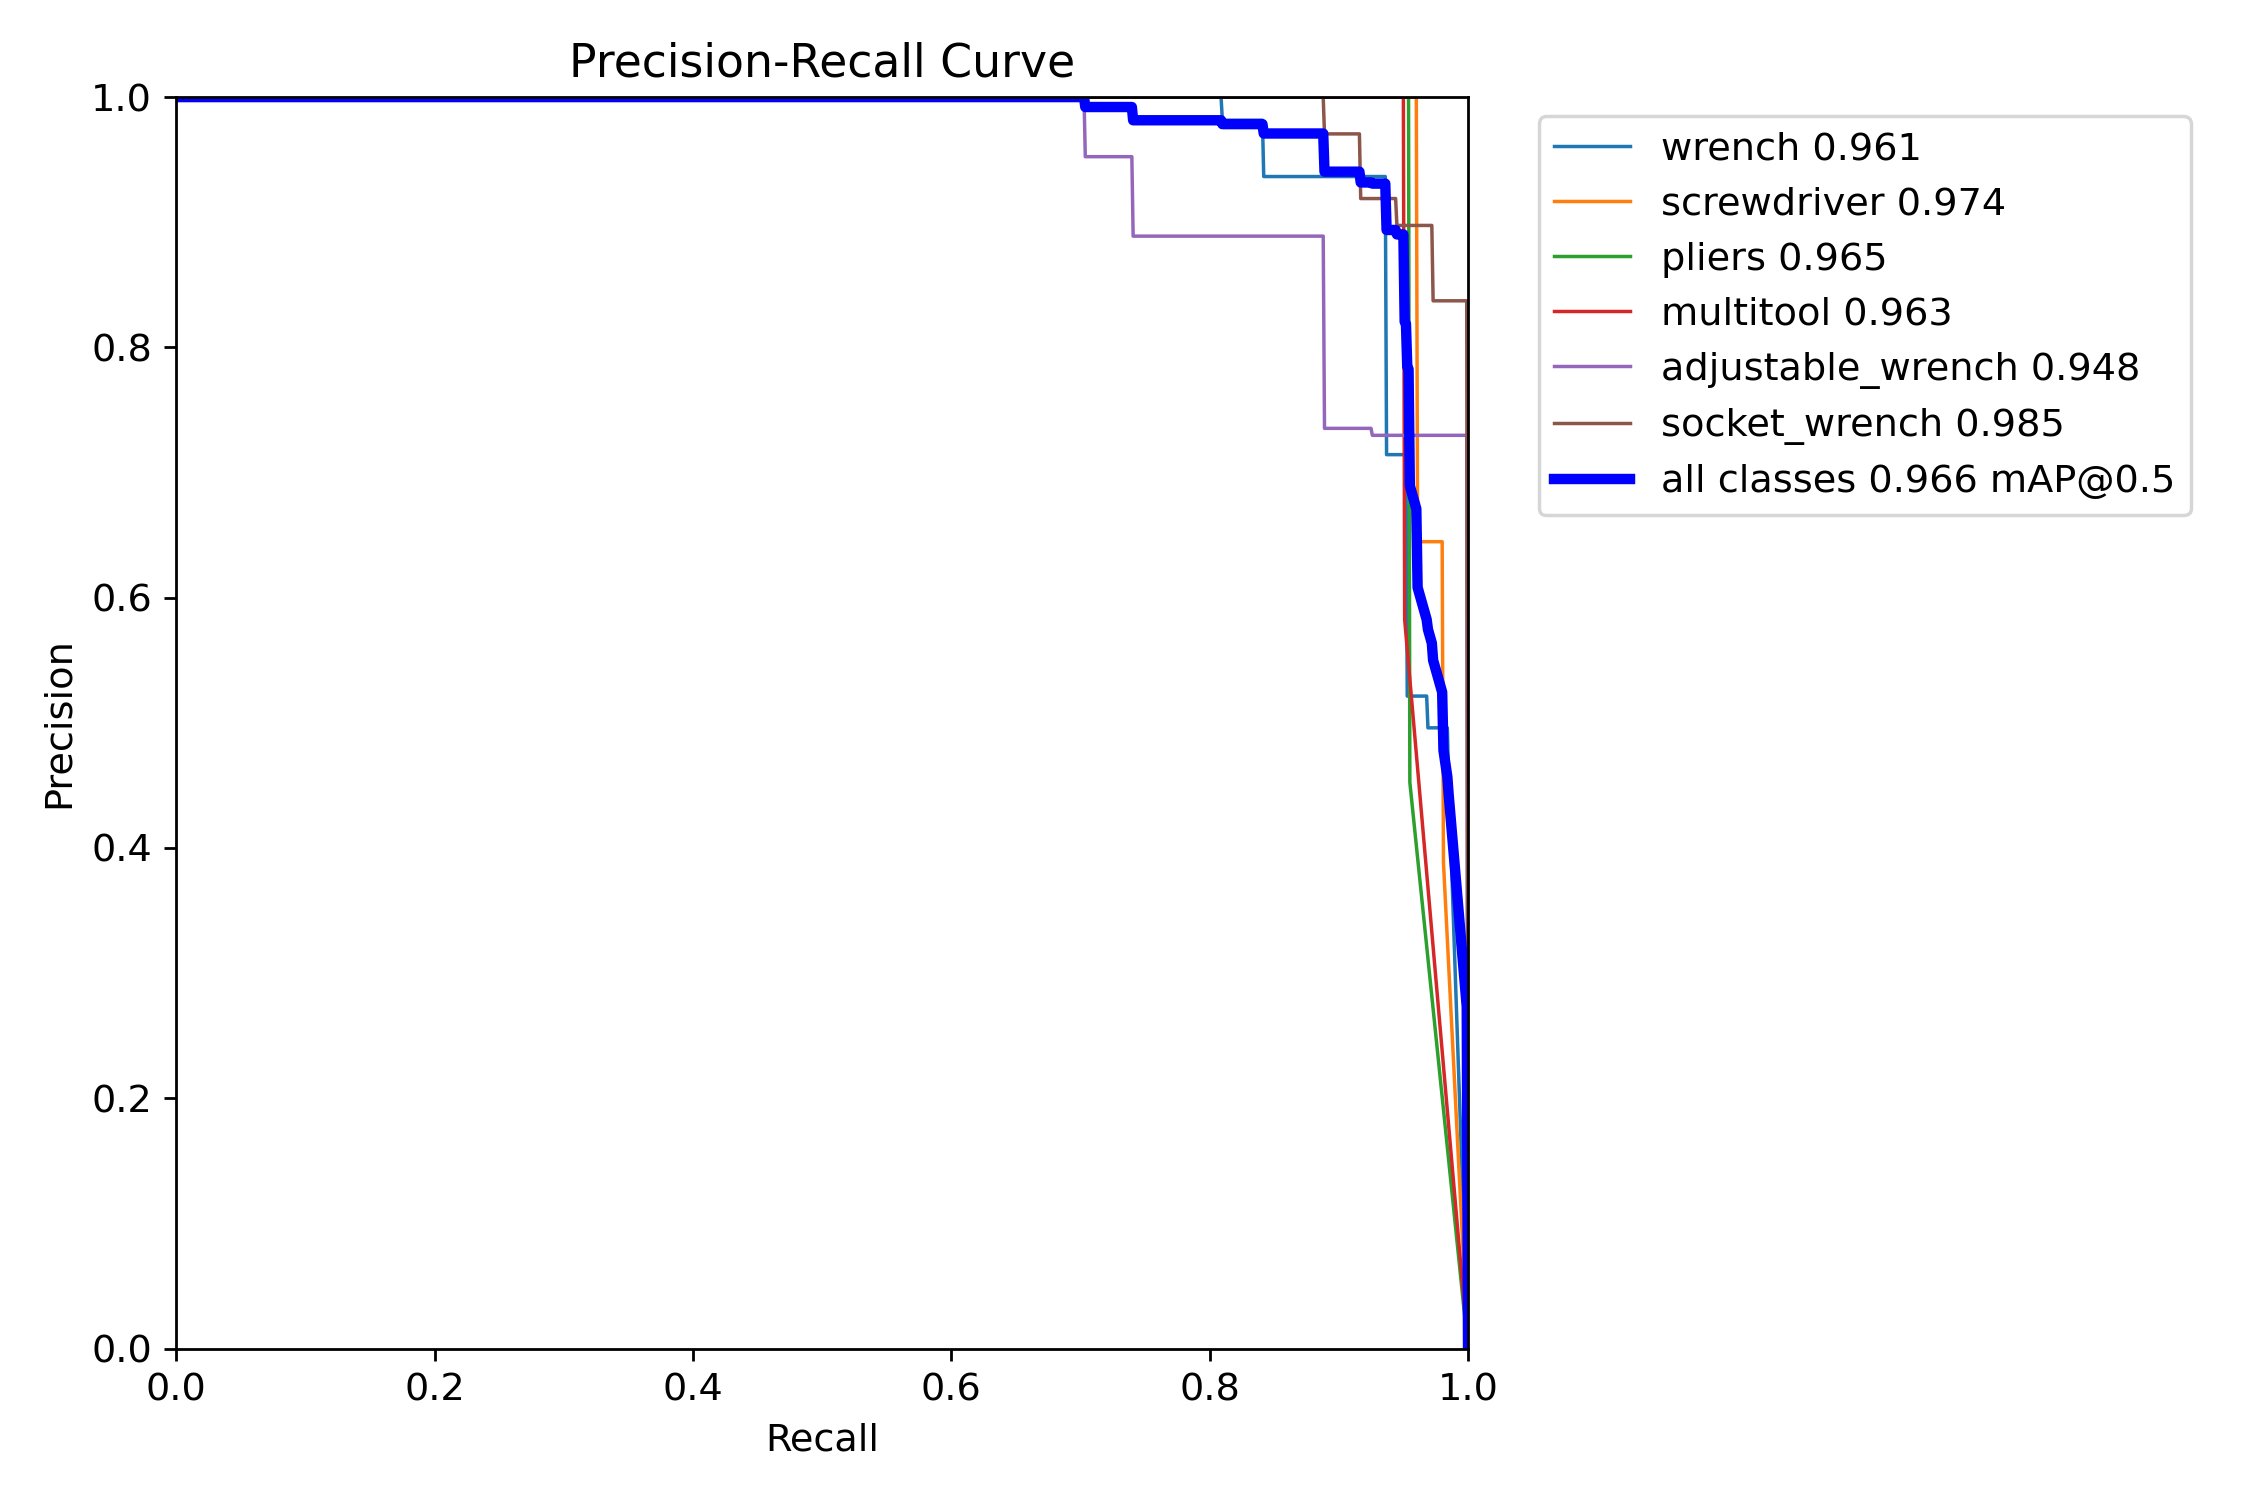 Precision-Recall Curve
1.0
0.8
0.6
0.4
0.2
0.0
Precision
0.0 0.2 0.4 0.6 0.8 1.0
Recall
wrench 0.961
screwdriver 0.974
pliers 0.965
multitool 0.963
adjustable_wrench 0.948
socket_wrench 0.985
all classes 0.966 mAP@0.5